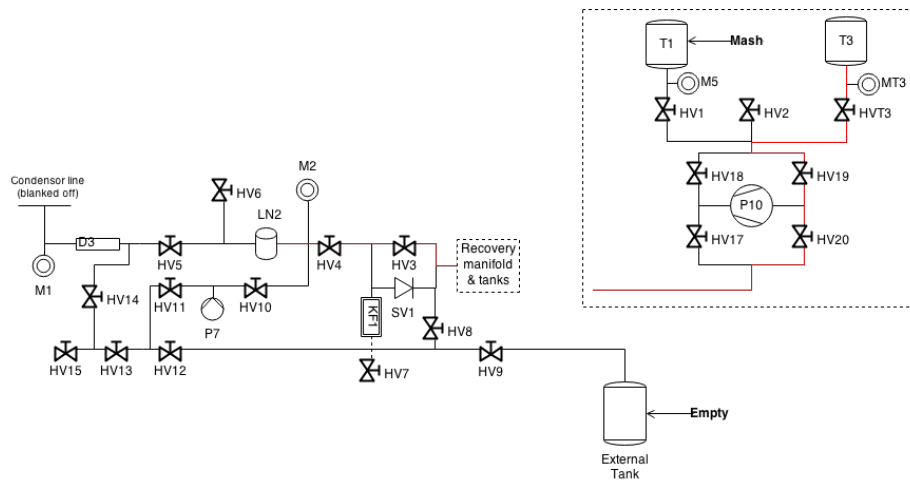 T1
Mash
T3
M5
MT3
HV1
HV2
HVT3
HV18
HV19
P10
HV17
HV20
Condensor line
(blanked off)
M2
HV6
LN2
D3
M1
HV5
HV4
HV3
Recovery
manifold
& tanks
HV14
HV11
HV10
P7
KF1
SV1
HV8
HV15
HV13
HV12
HV7
HV9
Empty
External
Tank